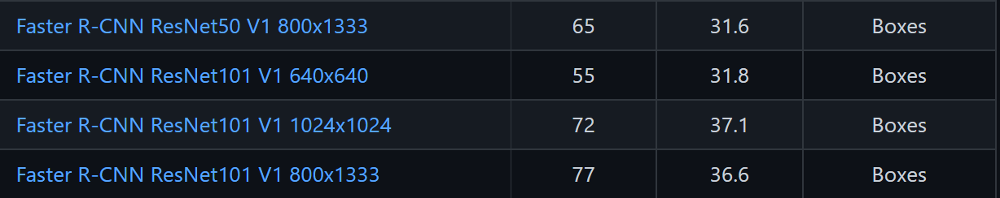 Faster R-CNN ResNet50 V1 800x1333 65 31.6 Boxes
Faster R-CNN ResNet101 V1 640x640 55 31.8 Boxes
Faster R-CNN ResNet101 V1 1024x1024 72 37.1 Boxes
Faster R-CNN ResNet101 V1 800x1333 77 36.6 Boxes